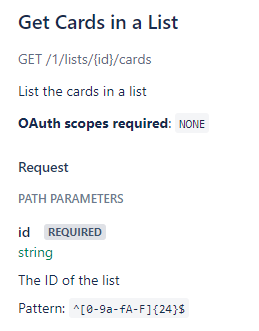 Get Cards in a List
GET /1/lists/{id}/cards
List the cards in a list
OAuth scopes required: NONE
Request
PATH PARAMETERS
id REQUIRED
string
The ID of the list
Pattern: ^[0-9a-fA-F]{24}$